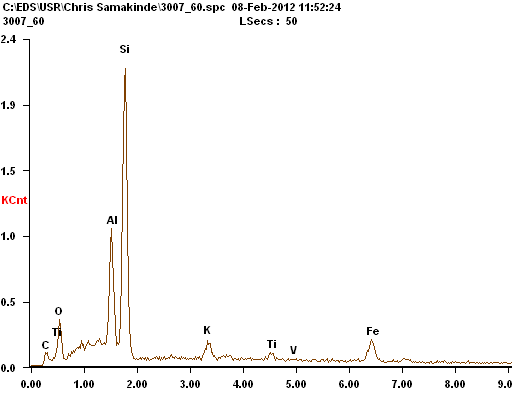 C:\EDS\USR\Chris Samakinde\3007_60.spc 08-Feb-2012 11:52:24
3007_60 LSecs : 50
2.4
Si
1.9
1.5
KCnt
Al
1.0
O
0.5
Ti
K
Fe
C
Ti
V
0.0
0.00 1.00 2.00 3.00 4.00 5.00 6.00 7.00 8.00 9.0